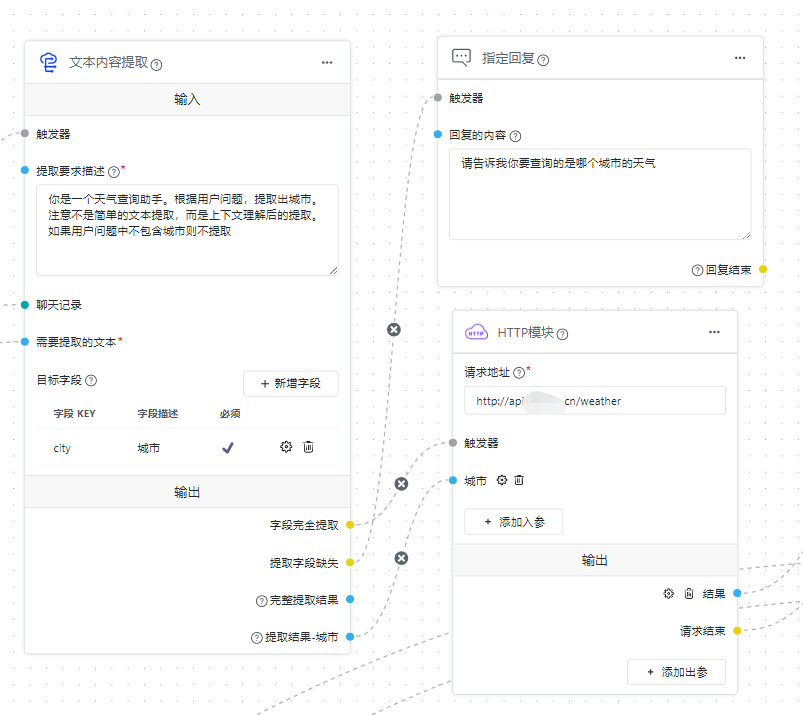 文本内容提取
输入
触发器
提取要求描述*
你是一个天气查询助手。根据用户问题，提取出城市。
注意不是简单的文本提取，而是上下文理解后的提取。
如果用户问题中不包含城市则不提取
聊天记录
需要提取的文本*
目标字段
+ 新增字段
字段 KEY 字段描述 必须
city 城市
输出
字段完全提取
提取字段缺失
完整提取结果
提取结果-城市
指定回复
触发器
回复的内容
请告诉我你要查询的是哪个城市的天气
回复结束
HTTP
HTTP模块
请求地址*
http://api .cn/weather
触发器
城市
+ 添加入参
输出
结果
请求结束
+ 添加出参